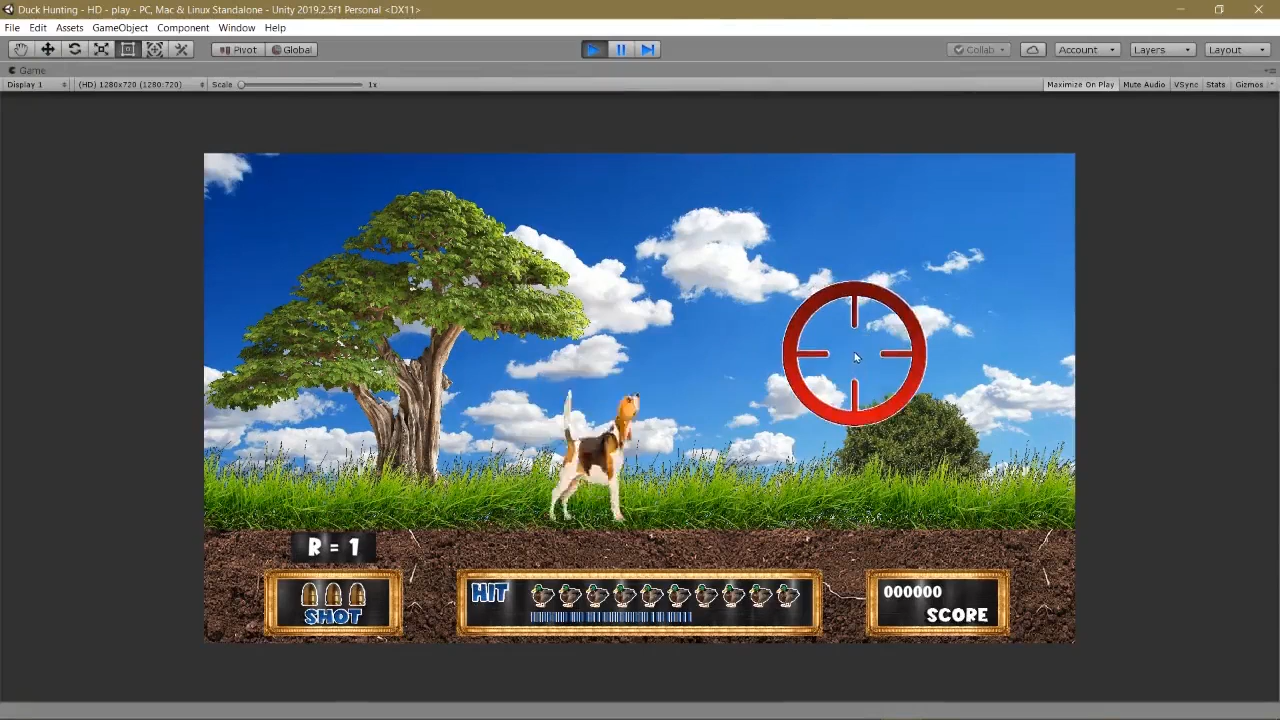 Duck Hunting - HD - play - PC, Mac & Linux Standalone - Unity 2019.2.5f1 Personal <DX11>
File Edit Assets GameObject Component Window Help
Pivot Global Collab Account Layers Layout
Game
Display 1 (HD) 1280x720 (1280:720) Scale 1x Maximize On Play Mute Audio VSync Stats Gizmos
R = 1
SHOT
HIT
000000
SCORE